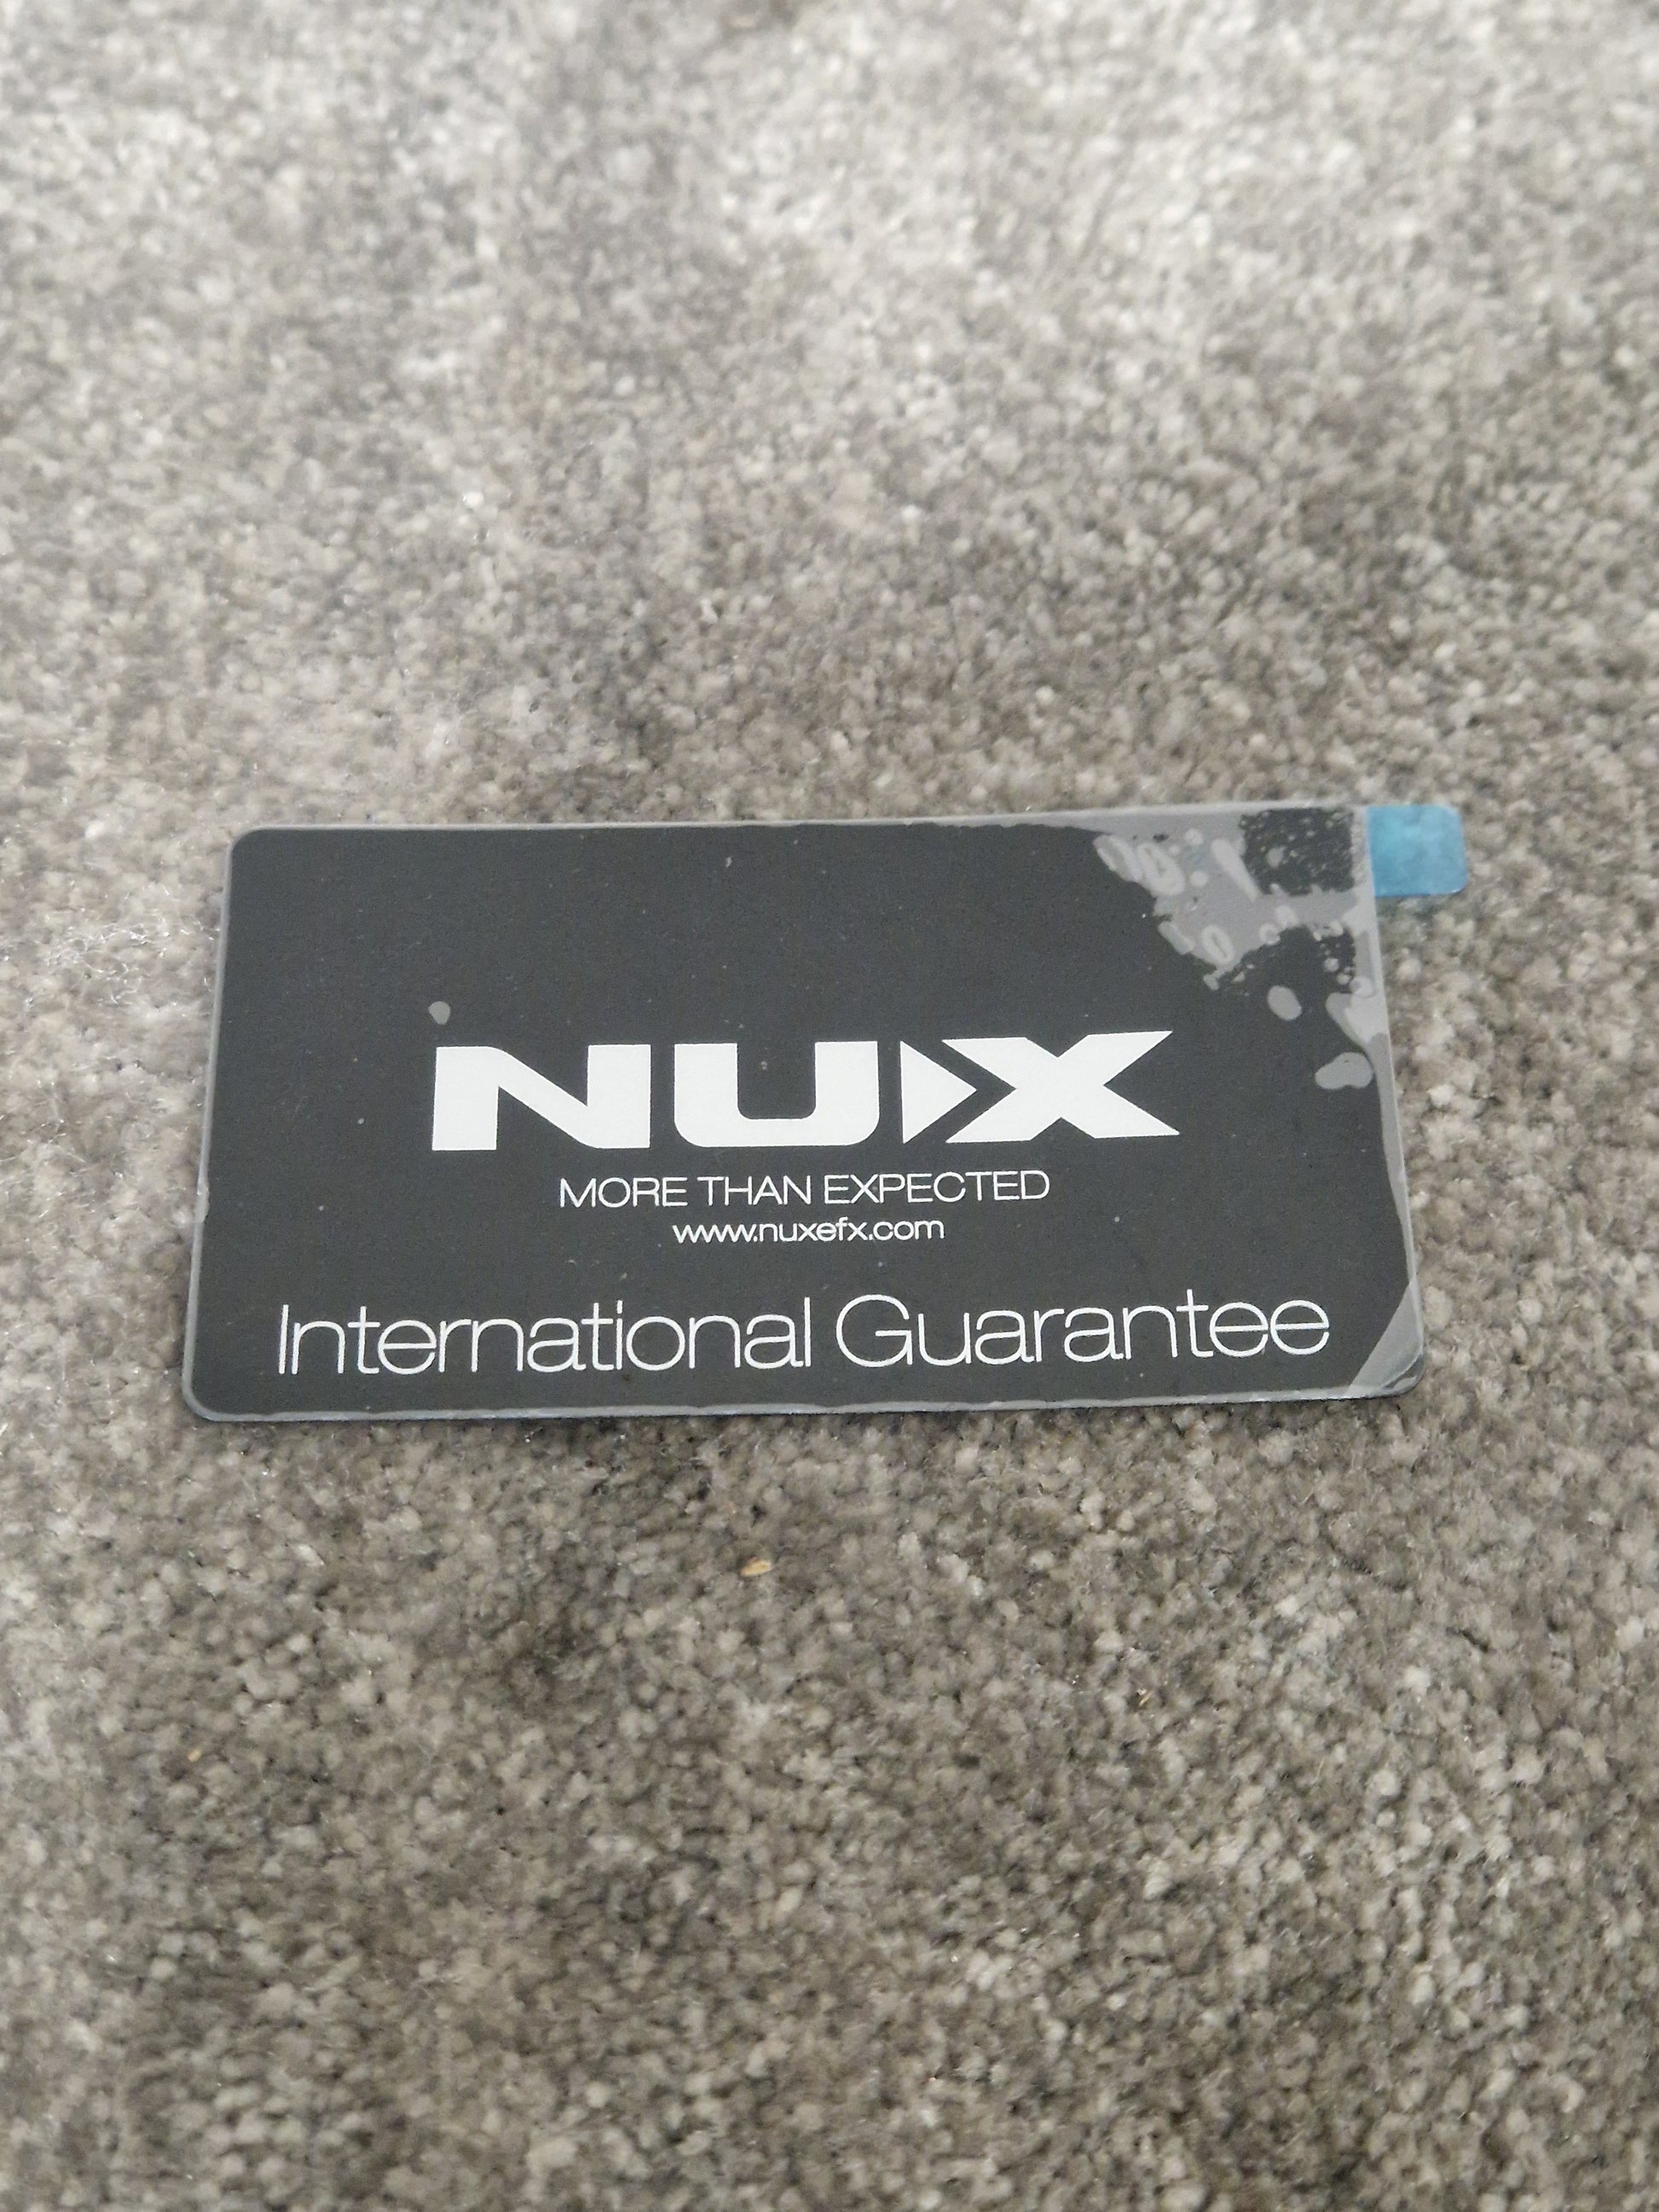 NUX
MORE THAN EXPECTED
www.nuxefx.com
International Guarantee